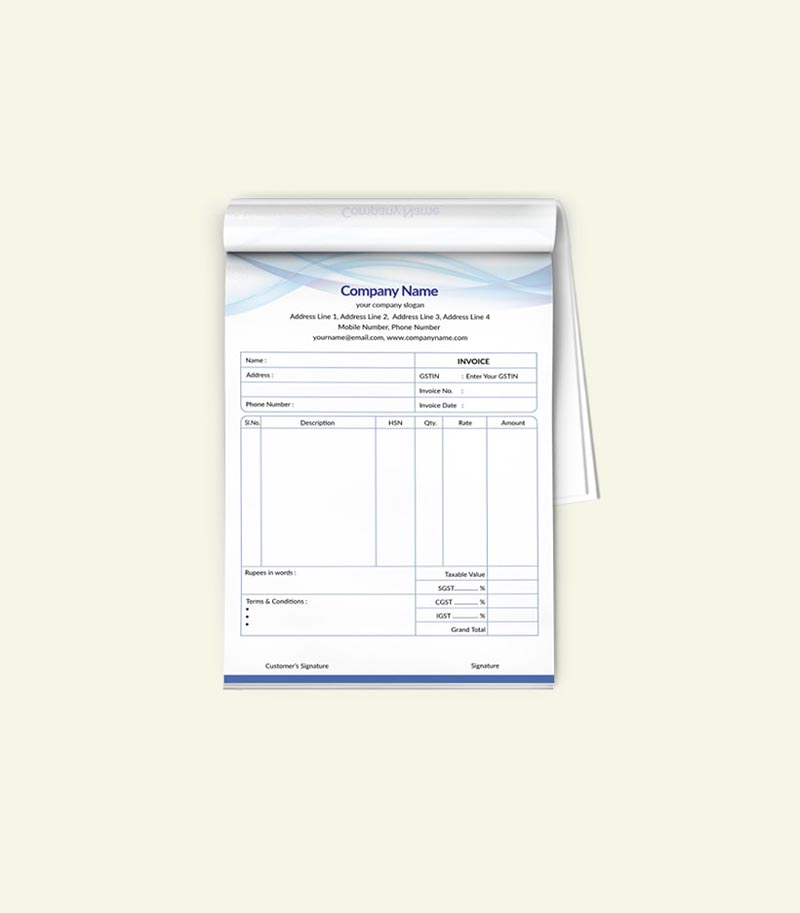 Company Name
Company Name
your company slogan
Address Line 1, Address Line 2, Address Line 3, Address Line 4
Mobile Number, Phone Number
yourname@email.com, www.companyname.com
Name :
INVOICE
Address :
GSTIN : Enter Your GSTIN
Invoice No. :
Phone Number :
Invoice Date :
Sl.No. Description HSN Qty. Rate Amount
Rupees in words :
Taxable Value
SGST............ %
Terms & Conditions :
CGST ............ %
IGST ............ %
Grand Total
Customer's Signature
Signature